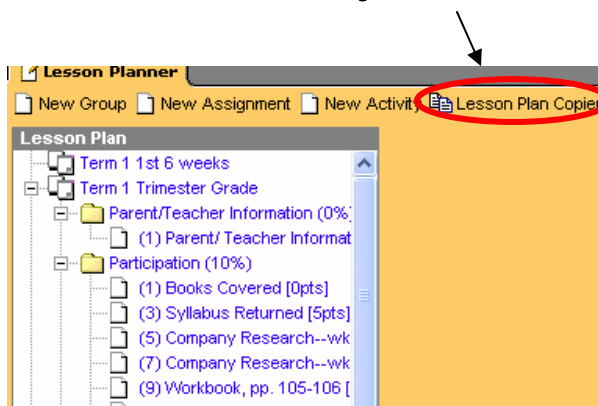 Lesson Planner
New Group New Assignment New Activity Lesson Plan Copier
Lesson Plan
Term 1 1st 6 weeks
Term 1 Trimester Grade
Parent/Teacher Information (0%)
(1) Parent/ Teacher Informat
Participation (10%)
(1) Books Covered [0pts]
(3) Syllabus Returned [5pts]
(5) Company Research--wk
(7) Company Research--wk
(9) Workbook, pp. 105-106 [